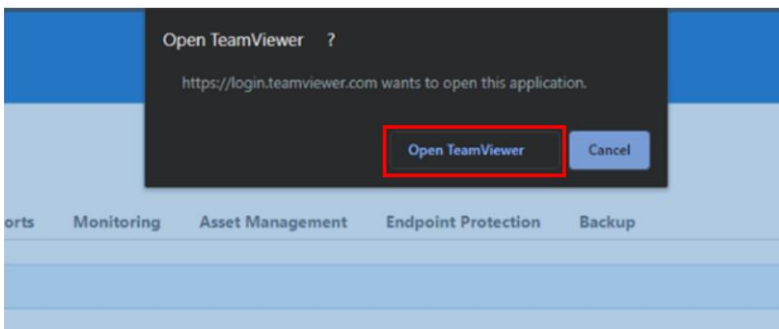 Open TeamViewer ?
https://login.teamviewer.com wants to open this application.
Open TeamViewer Cancel
orts Monitoring Asset Management Endpoint Protection Backup